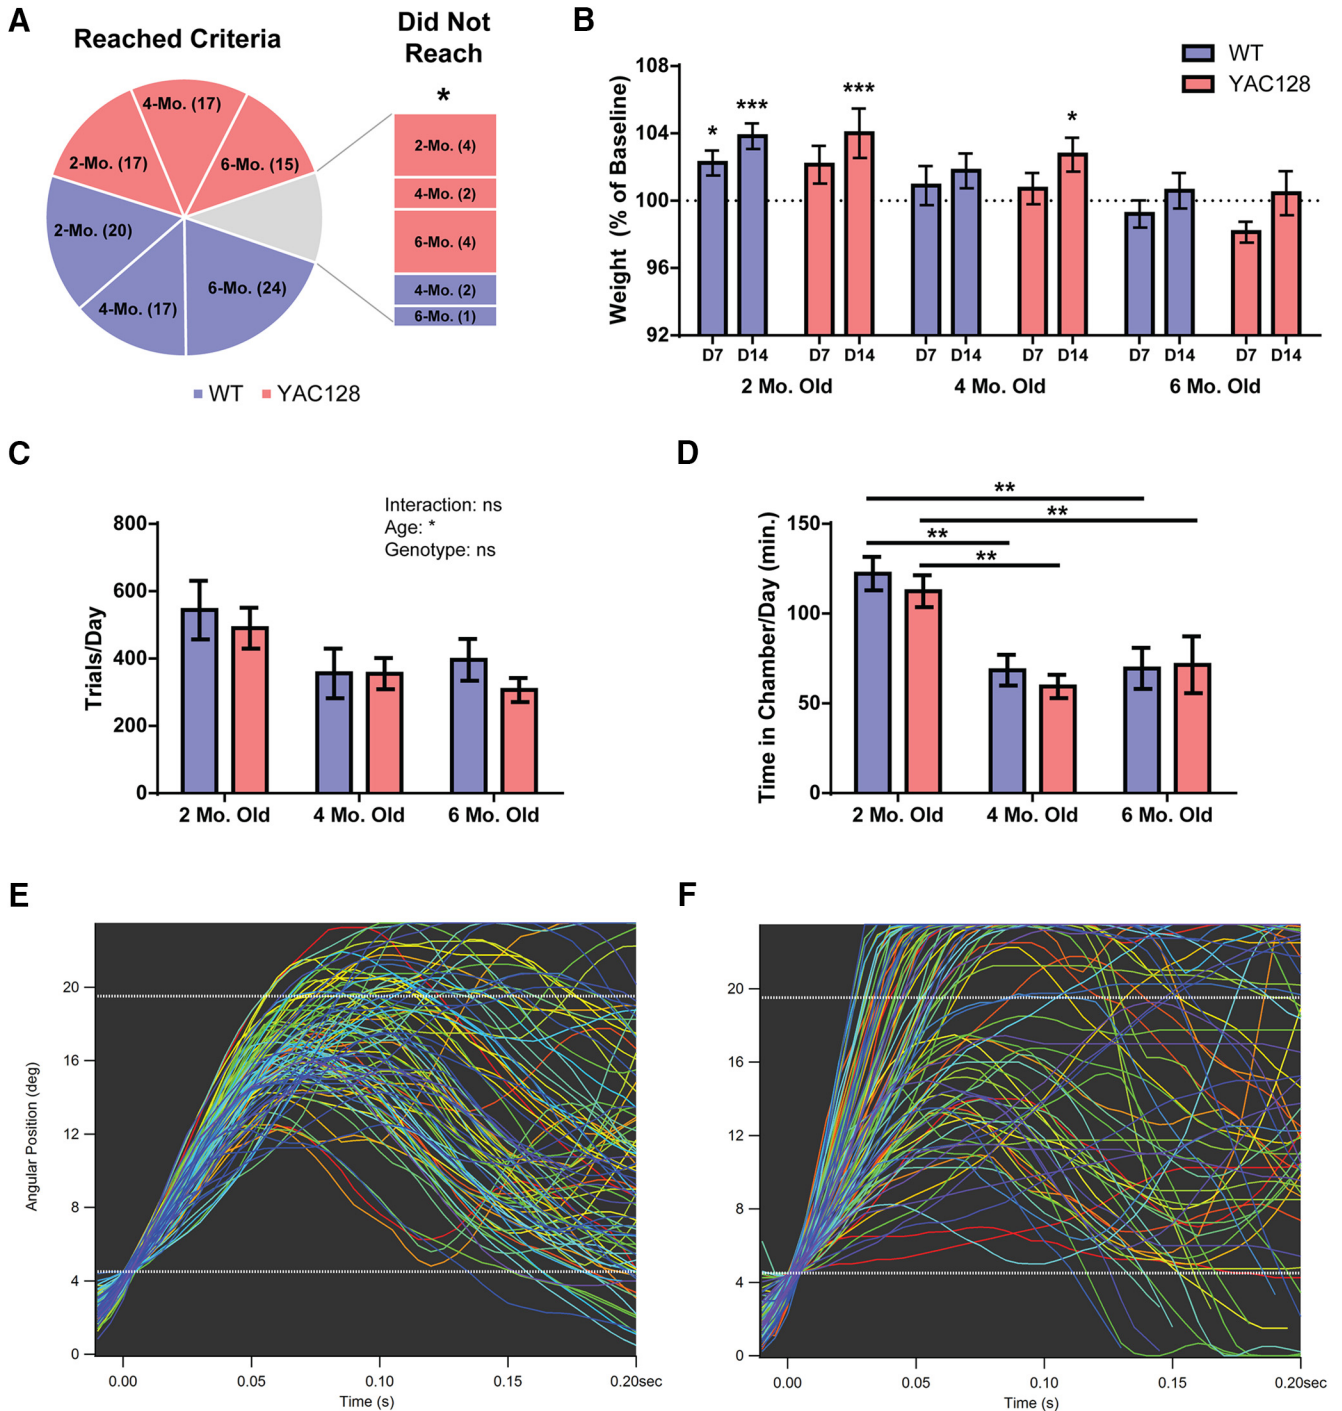 A
Reached Criteria
Did Not
Reach
*
4-Mo. (17)
2-Mo. (17)
6-Mo. (15)
2-Mo. (20)
4-Mo. (17)
6-Mo. (24)
2-Mo. (4)
4-Mo. (2)
6-Mo. (4)
4-Mo. (2)
6-Mo. (1)
WT YAC128
B
WT
YAC128
Weight (% of Baseline)
108
104
100
96
92
* *** *** *
D7 D14 D7 D14 D7 D14 D7 D14 D7 D14 D7 D14
2 Mo. Old 4 Mo. Old 6 Mo. Old
C
Interaction: ns
Age: *
Genotype: ns
Trials/Day
800
600
400
200
0
2 Mo. Old 4 Mo. Old 6 Mo. Old
D
**
**
**
**
Time in Chamber/Day (min.)
150
100
50
0
2 Mo. Old 4 Mo. Old 6 Mo. Old
E
Angular Position (deg)
20
16
12
8
4
0
0.00 0.05 0.10 0.15 0.20sec
Time (s)
F
20
16
12
8
4
0
0.00 0.05 0.10 0.15 0.20sec
Time (s)